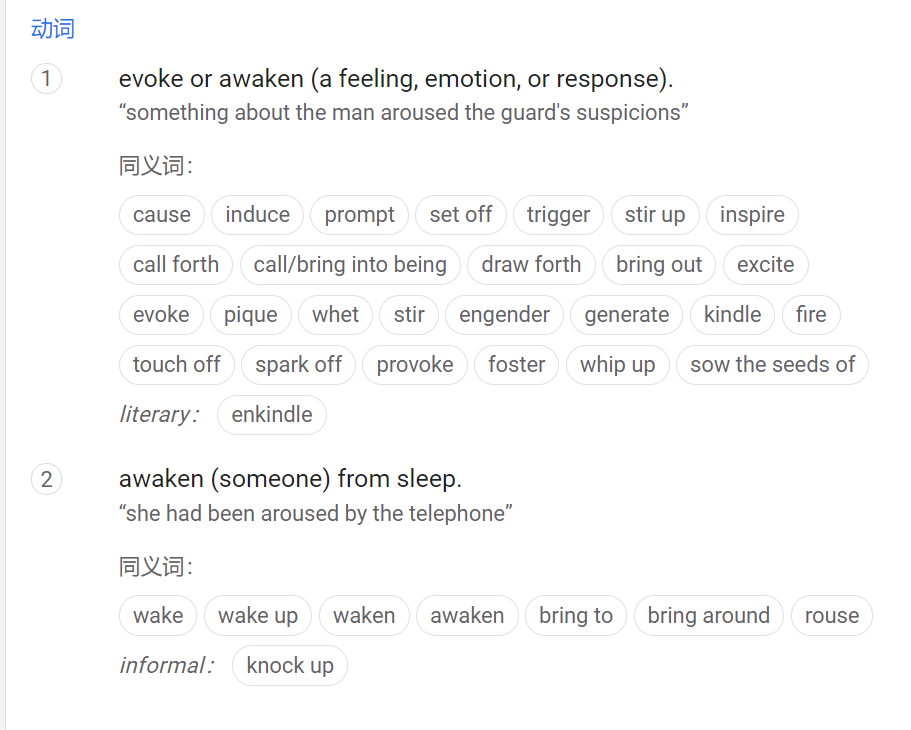 动词
1 evoke or awaken (a feeling, emotion, or response).
“something about the man aroused the guard's suspicions”
同义词：
cause induce prompt set off trigger stir up inspire
call forth call/bring into being draw forth bring out excite
evoke pique whet stir engender generate kindle fire
touch off spark off provoke foster whip up sow the seeds of
literary： enkindle
2 awaken (someone) from sleep.
“she had been aroused by the telephone”
同义词：
wake wake up waken awaken bring to bring around rouse
informal： knock up